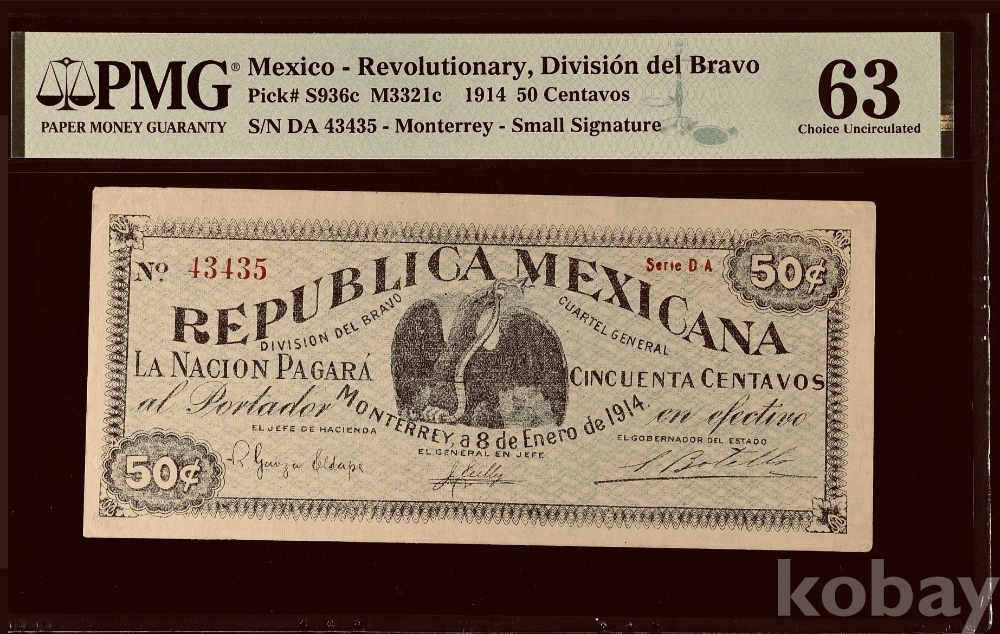 PMG® Mexico - Revolutionary, División del Bravo 63
Pick# S936c M3321c 1914 50 Centavos
PAPER MONEY GUARANTY S/N DA 43435 - Monterrey - Small Signature Choice Uncirculated
Nº 43435 Serie D A 50¢
REPUBLICA MEXICANA
DIVISION DEL BRAVO CUARTEL GENERAL
LA NACION PAGARÁ CINCUENTA CENTAVOS
al Portador en efectivo
MONTERREY, a 8 de Enero de 1914.
EL JEFE DE HACIENDA EL GENERAL EN JEFE EL GOBERNADOR DEL ESTADO
50¢
kobay